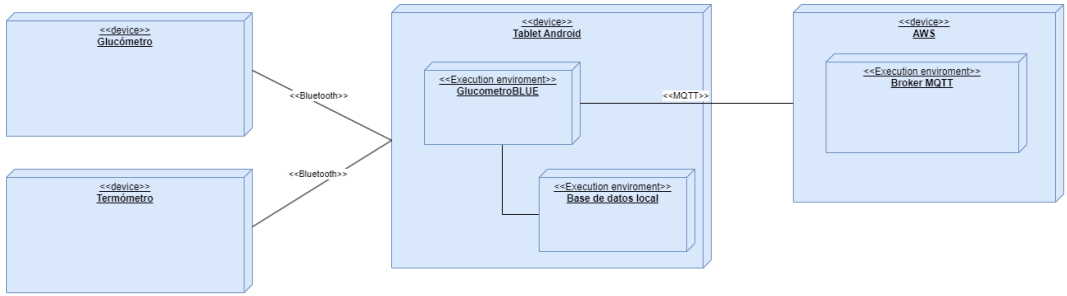 <<device>>
Glucómetro
<<Bluetooth>>
<<device>>
Termómetro
<<Bluetooth>>
<<device>>
Tablet Android
<<Execution enviroment>>
GlucometroBLUE
<<Execution enviroment>>
Base de datos local
<<MQTT>>
<<device>>
AWS
<<Execution enviroment>>
Broker MQTT